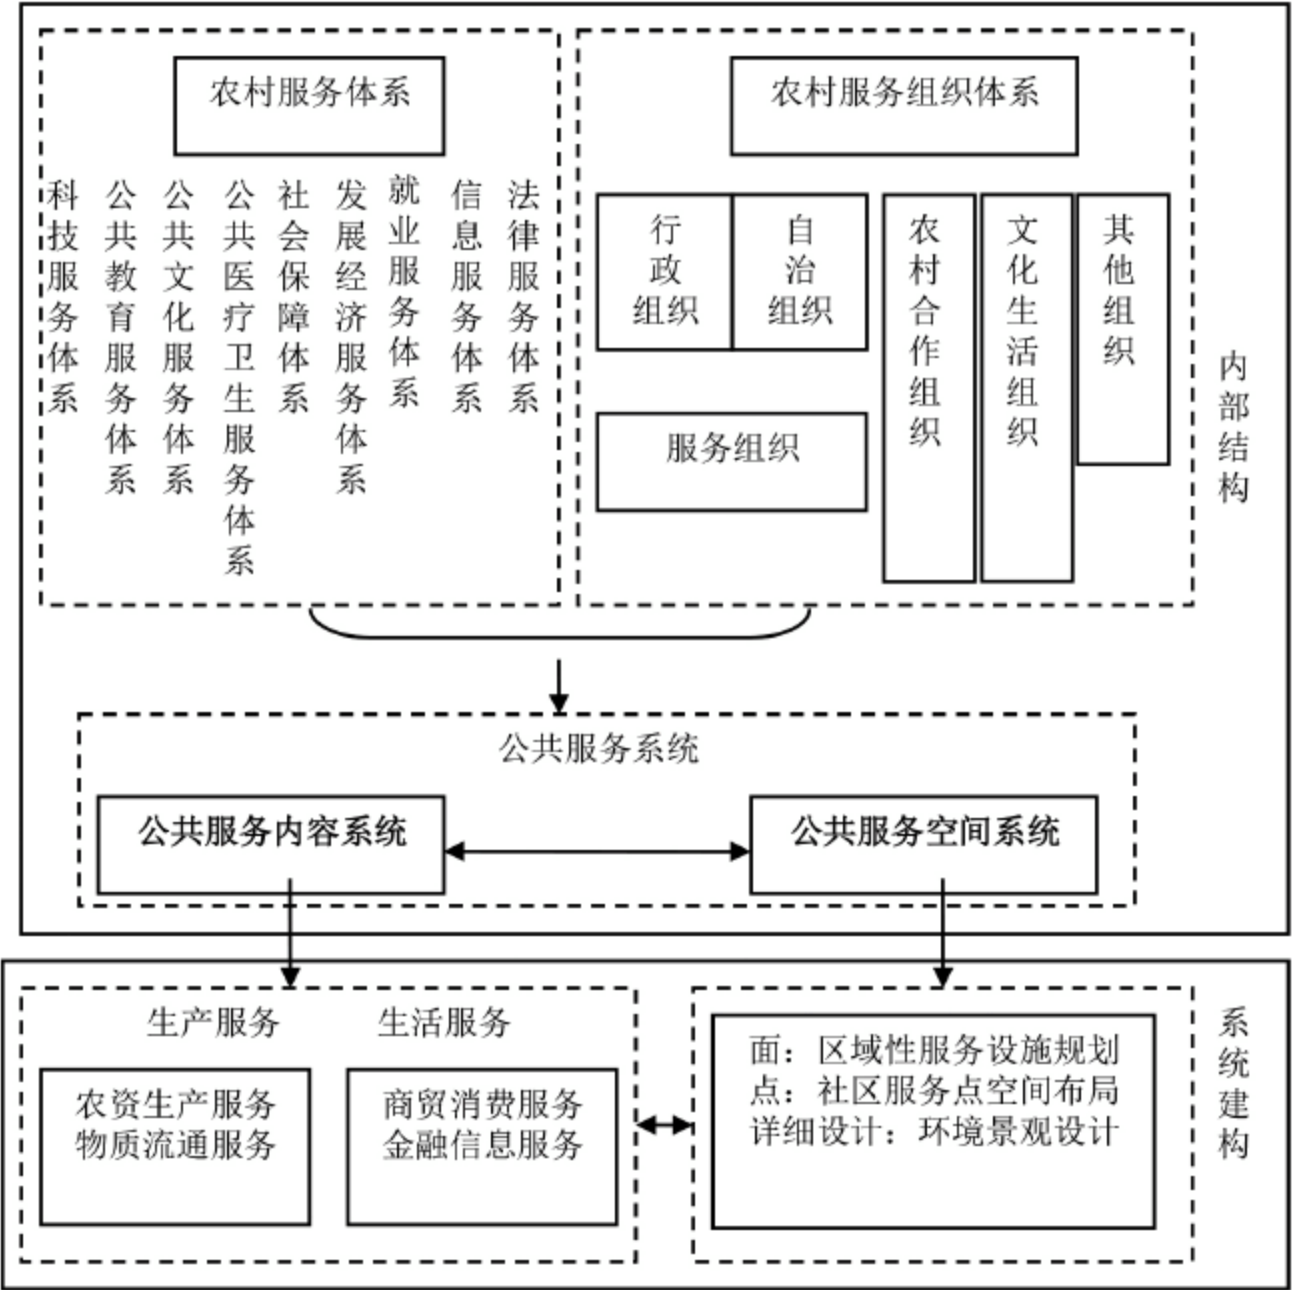 农村服务体系
科技服务体系
公共教育服务体系
公共文化服务体系
公共医疗卫生服务体系
社会保障体系
发展经济服务体系
就业服务体系
信息服务体系
法律服务体系
农村服务组织体系
行政
组织
自治
组织
服务组织
农村合作组织
文化生活组织
其他组织
内部结构
公共服务系统
公共服务内容系统
公共服务空间系统
生产服务
生活服务
农资生产服务
物质流通服务
商贸消费服务
金融信息服务
面：区域性服务设施规划
点：社区服务点空间布局
详细设计：环境景观设计
系统建构